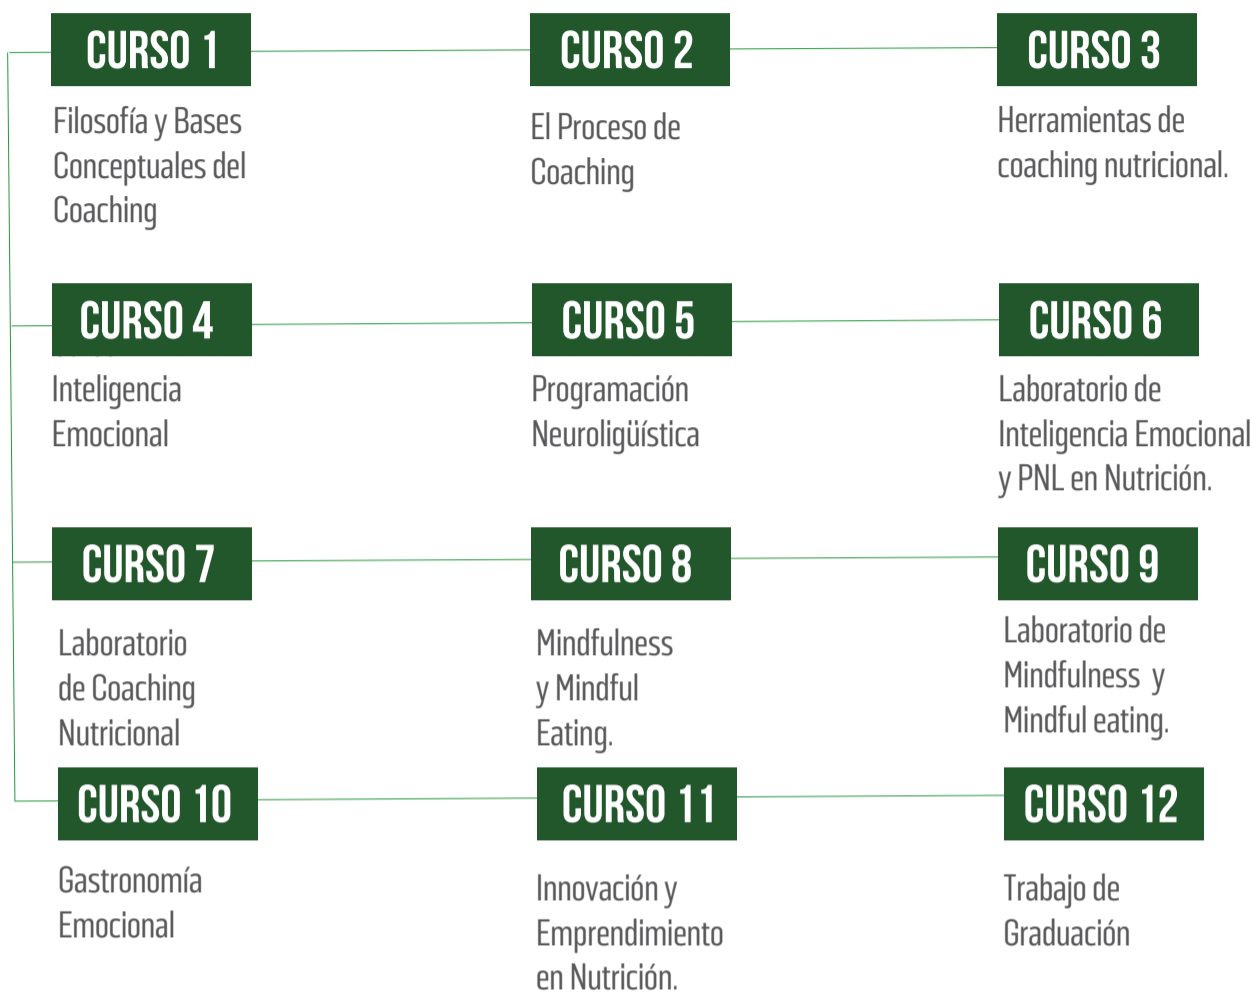 CURSO 1
Filosofía y Bases
Conceptuales del
Coaching
CURSO 2
El Proceso de
Coaching
CURSO 3
Herramientas de
coaching nutricional.
CURSO 4
Inteligencia
Emocional
CURSO 5
Programación
Neuroligüística
CURSO 6
Laboratorio de
Inteligencia Emocional
y PNL en Nutrición.
CURSO 7
Laboratorio
de Coaching
Nutricional
CURSO 8
Mindfulness
y Mindful
Eating.
CURSO 9
Laboratorio de
Mindfulness y
Mindful eating.
CURSO 10
Gastronomía
Emocional
CURSO 11
Innovación y
Emprendimiento
en Nutrición.
CURSO 12
Trabajo de
Graduación